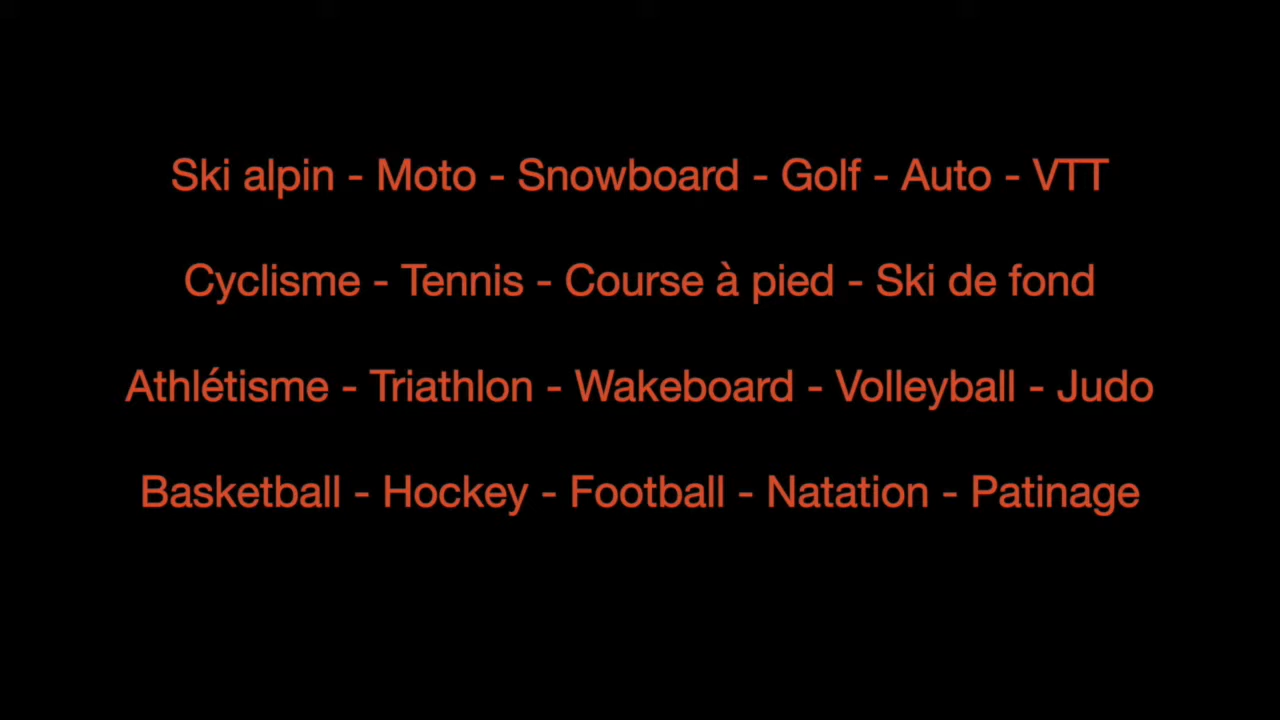 Ski alpin - Moto - Snowboard - Golf - Auto - VTT
Cyclisme - Tennis - Course à pied - Ski de fond
Athlétisme - Triathlon - Wakeboard - Volleyball - Judo
Basketball - Hockey - Football - Natation - Patinage